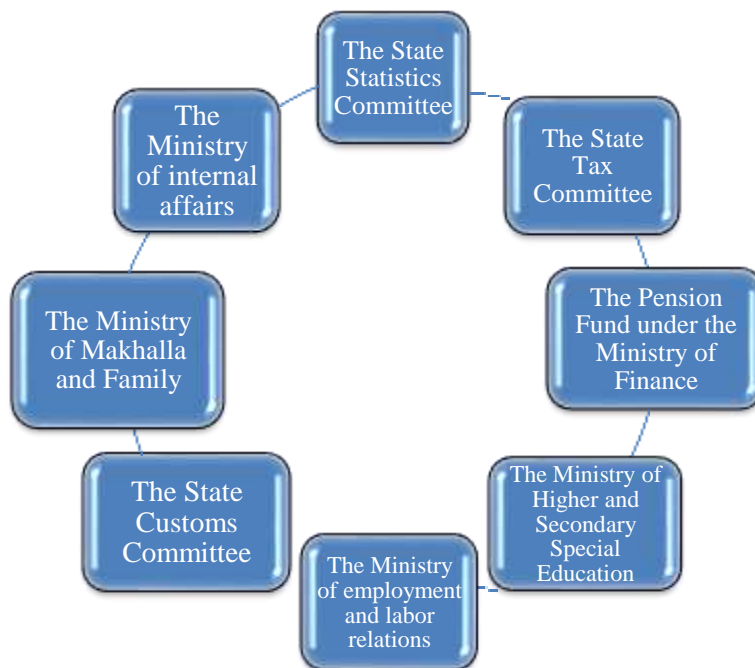 The State
Statistics
Committee
The State
Tax
Committee
The Pension
Fund under the
Ministry of
Finance
The Ministry of
Higher and
Secondary
Special
Education
The Ministry
of employment
and labor
relations
The State
Customs
Committee
The Ministry
of Makhalla
and Family
The
Ministry
of internal
affairs